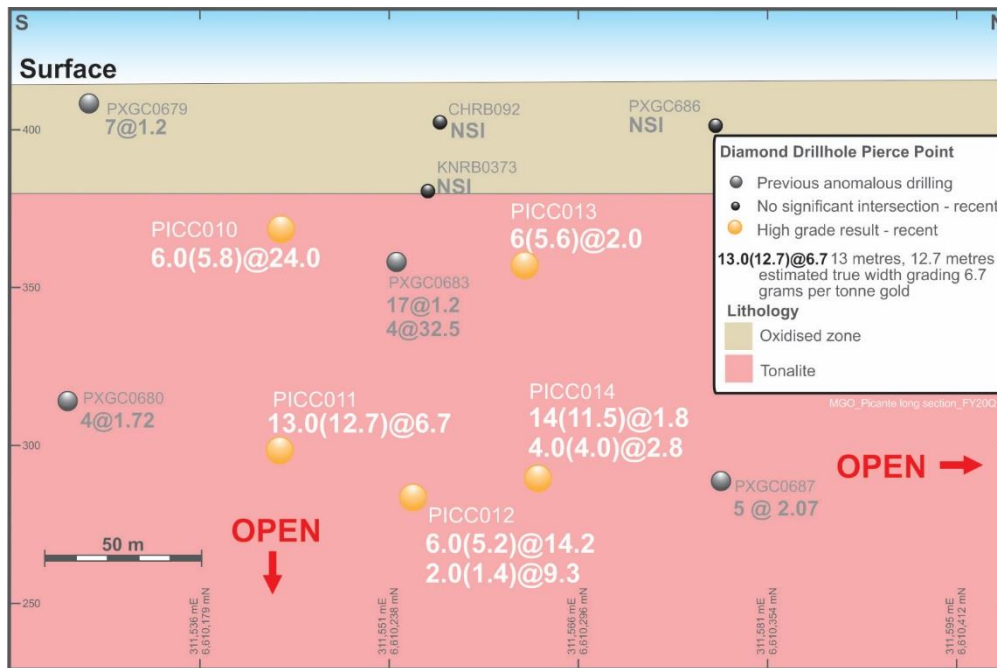 S
N
Surface
PXGC0679
7@1.2
CHRB092
NSI
PXGC686
NSI
400
KNRB0373
NSI
Diamond Drillhole Pierce Point
Previous anomalous drilling
No significant intersection - recent
High grade result - recent
13.0(12.7)@6.7 13 metres, 12.7 metres
estimated true width grading 6.7
grams per tonne gold
Lithology
Oxidised zone
Tonalite
MGO_Picante long section_FY20Q
PICC010
6.0(5.8)@24.0
PICC013
6(5.6)@2.0
350
PXGC0683
17@1.2
4@32.5
PXGC0680
4@1.72
PICC011
13.0(12.7)@6.7
PICC014
14(11.5)@1.8
4.0(4.0)@2.8
300
OPEN
PXGC0687
5 @ 2.07
PICC012
6.0(5.2)@14.2
2.0(1.4)@9.3
OPEN
50 m
250
311,536 mE
6,610,179 mN
311,551 mE
6,610,238 mN
311,566 mE
6,610,296 mN
311,581 mE
6,610,354 mN
311,595 mE
6,610,412 mN